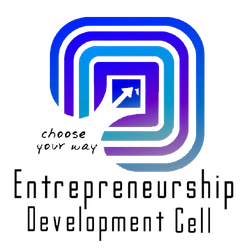 choose
your way
Entrepreneurship
Development Cell